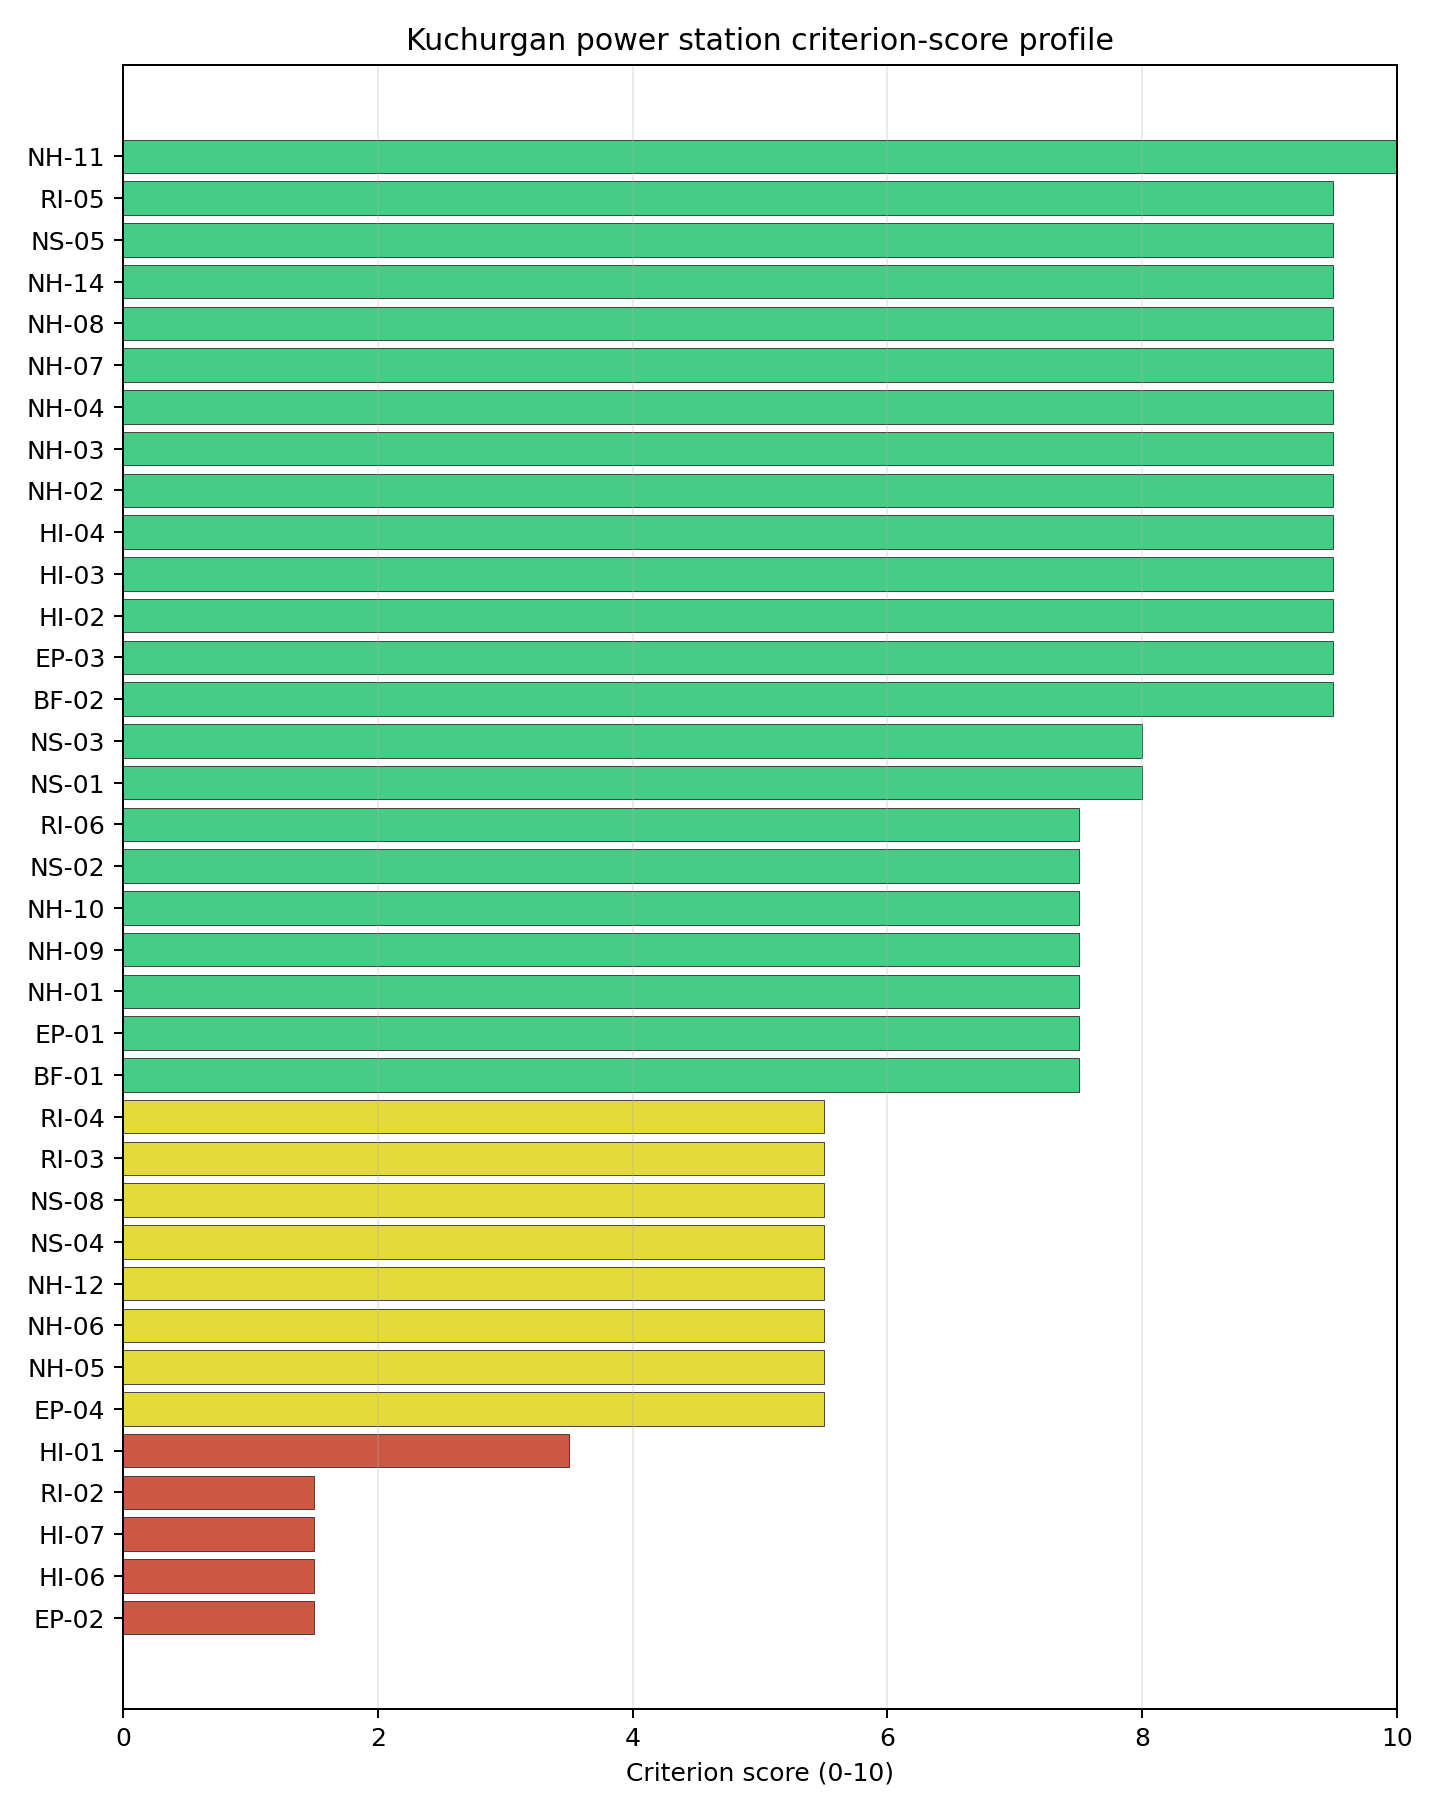 Kuchurgan power station criterion-score profile
NH-11
RI-05
NS-05
NH-14
NH-08
NH-07
NH-04
NH-03
NH-02
HI-04
HI-03
HI-02
EP-03
BF-02
NS-03
NS-01
RI-06
NS-02
NH-10
NH-09
NH-01
EP-01
BF-01
RI-04
RI-03
NS-08
NS-04
NH-12
NH-06
NH-05
EP-04
HI-01
RI-02
HI-07
HI-06
EP-02
0 2 4 6 8 10
Criterion score (0-10)